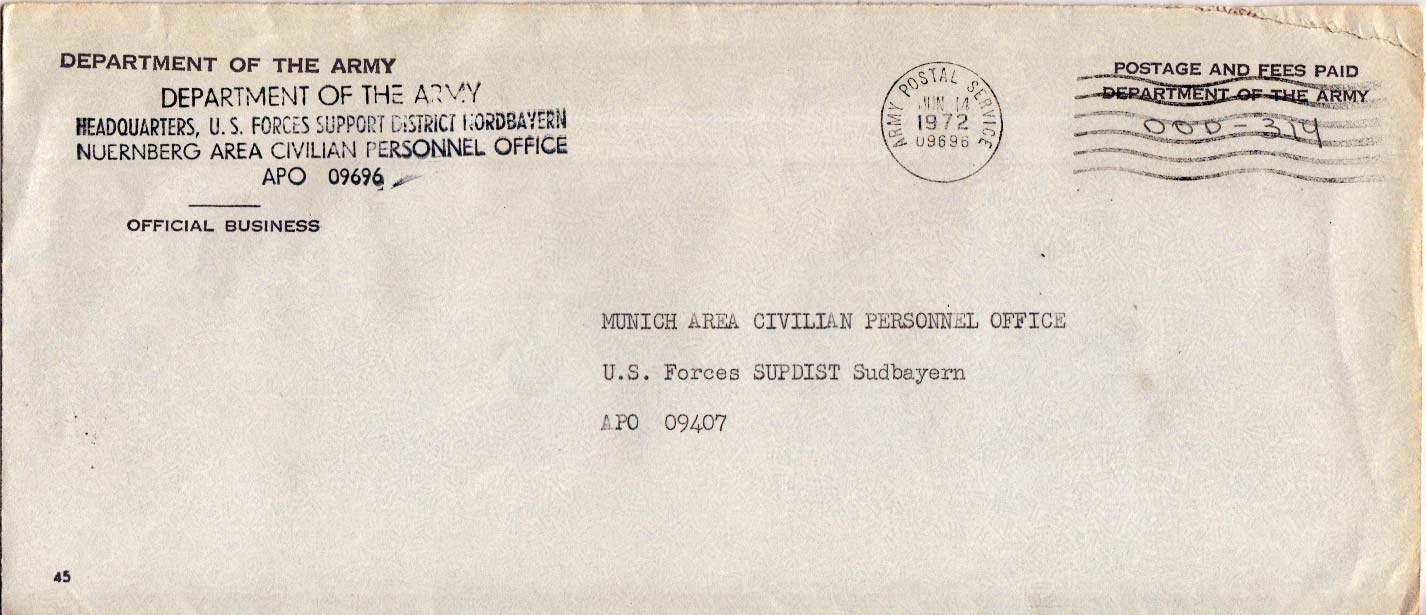 DEPARTMENT OF THE ARMY
DEPARTMENT OF THE ARMY
HEADQUARTERS, U. S. FORCES SUPPORT DISTRICT NORDBAYERN
NUERNBERG AREA CIVILIAN PERSONNEL OFFICE
APO 09696
OFFICIAL BUSINESS
ARMY POSTAL SERVICE
JUN 14
1972
09696
POSTAGE AND FEES PAID
DEPARTMENT OF THE ARMY
OOD-314
MUNICH AREA CIVILIAN PERSONNEL OFFICE
U.S. Forces SUPDIST Sudbayern
APO 09407
45